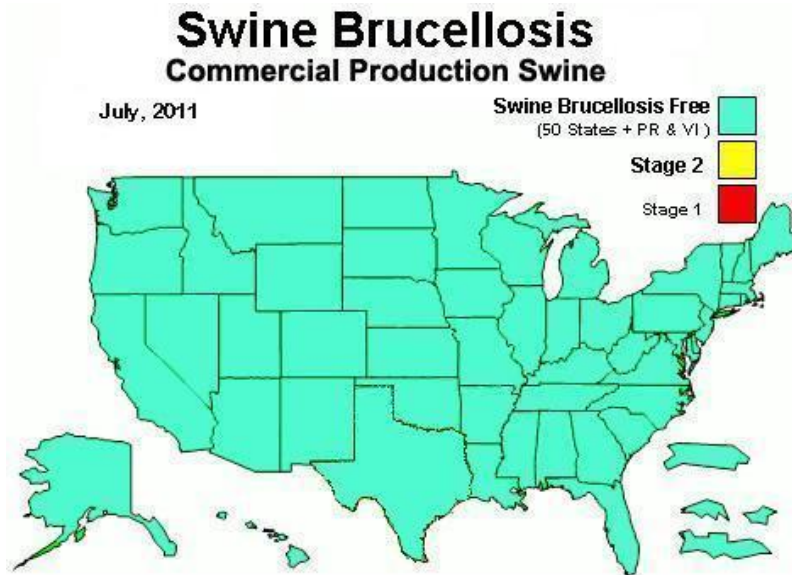 Swine Brucellosis
Commercial Production Swine
July, 2011
Swine Brucellosis Free
(50 States + PR & VI )
Stage 2
Stage 1